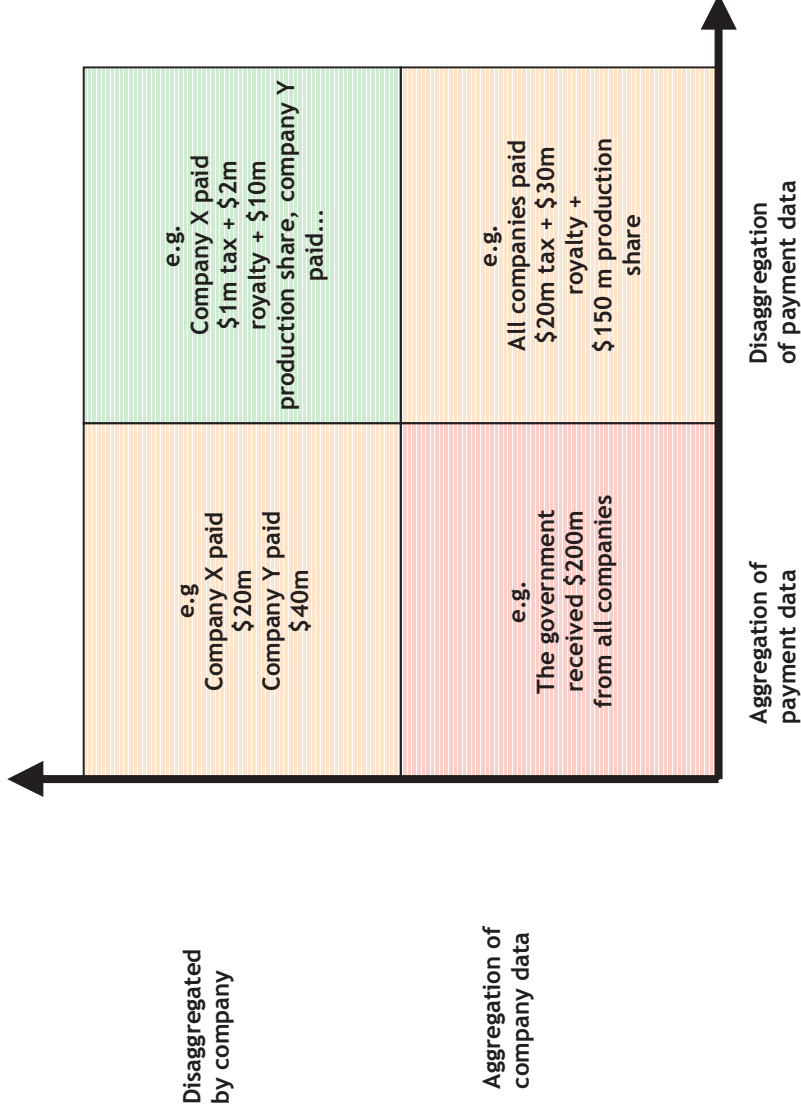 Disaggregated
by company
e.g
Company X paid
$20m
Company Y paid
$40m
e.g.
Company X paid
$1m tax + $2m
royalty + $10m
production share, company Y
paid...
Aggregation of
company data
e.g.
The government
received $200m
from all companies
e.g.
All companies paid
$20m tax + $30m
royalty +
$150 m production
share
Aggregation of
payment data
Disaggregation
of payment data